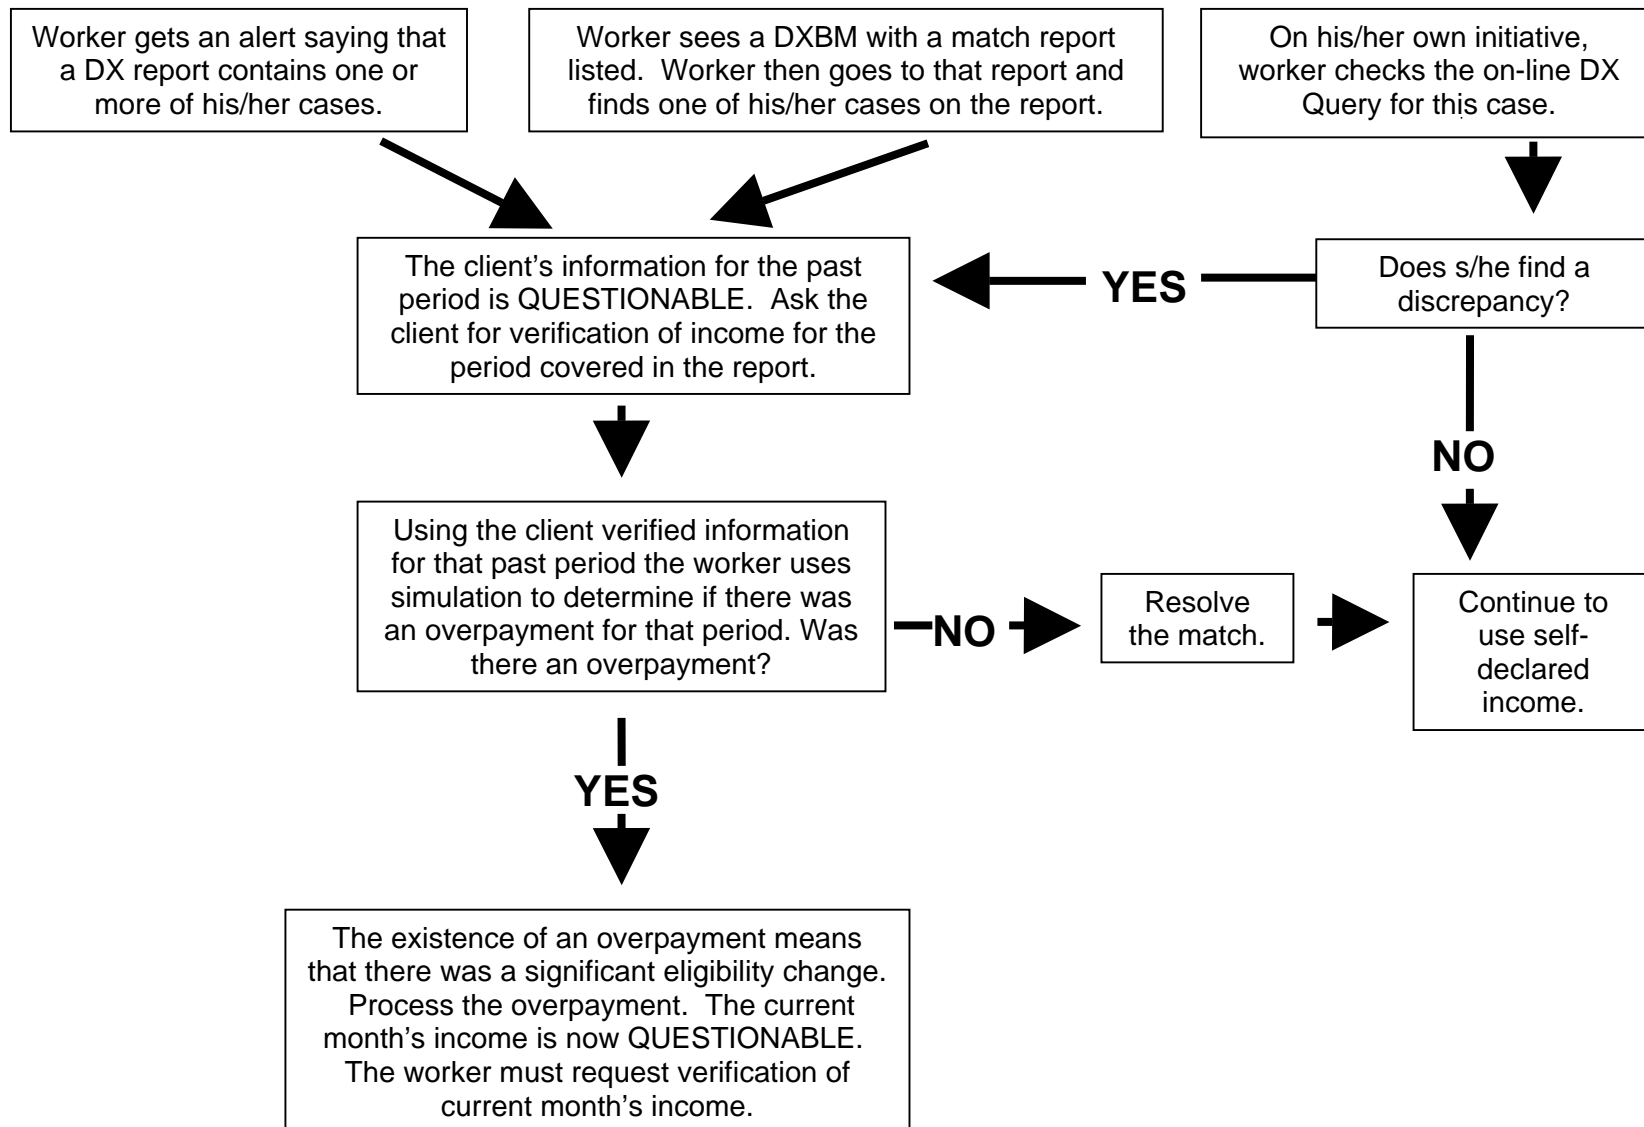 Worker gets an alert saying that
a DX report contains one or
more of his/her cases.
Worker sees a DXBM with a match report
listed.  Worker then goes to that report and
finds one of his/her cases on the report.
On his/her own initiative,
worker checks the on-line DX
Query for this case.
The client’s information for the past
period is QUESTIONABLE.  Ask the
client for verification of income for the
period covered in the report.
YES
Does s/he find a
discrepancy?
NO
Using the client verified information
for that past period the worker uses
simulation to determine if there was
an overpayment for that period. Was
there an overpayment?
NO
Resolve
the match.
Continue to
use self-
declared
income.
YES
The existence of an overpayment means
that there was a significant eligibility change.
Process the overpayment.  The current
month’s income is now QUESTIONABLE.
The worker must request verification of
current month’s income.